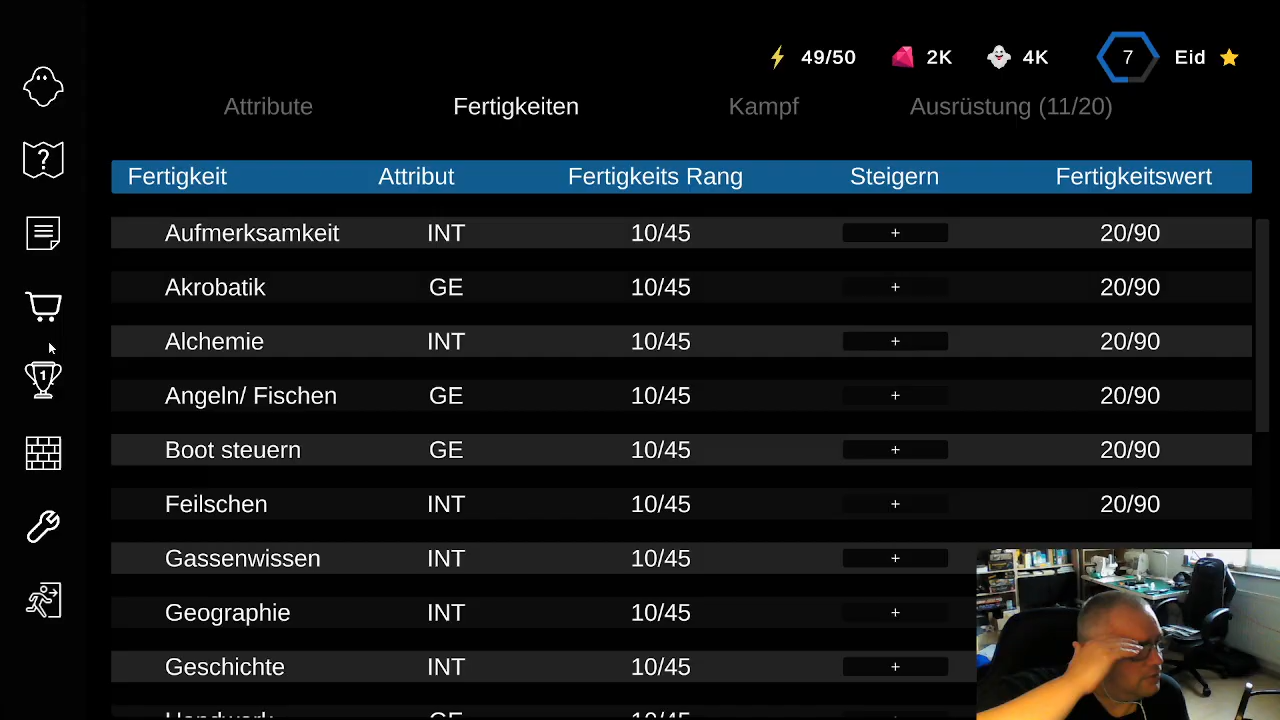 49/50 2K 4K 7 Eid
Attribute Fertigkeiten Kampf Ausrüstung (11/20)
Fertigkeit Attribut Fertigkeits Rang Steigern Fertigkeitswert
Aufmerksamkeit INT 10/45 + 20/90
Akrobatik GE 10/45 + 20/90
Alchemie INT 10/45 + 20/90
Angeln/ Fischen GE 10/45 + 20/90
Boot steuern GE 10/45 + 20/90
Feilschen INT 10/45 + 20/90
Gassenwissen INT 10/45 +
Geographie INT 10/45 +
Geschichte INT 10/45 +